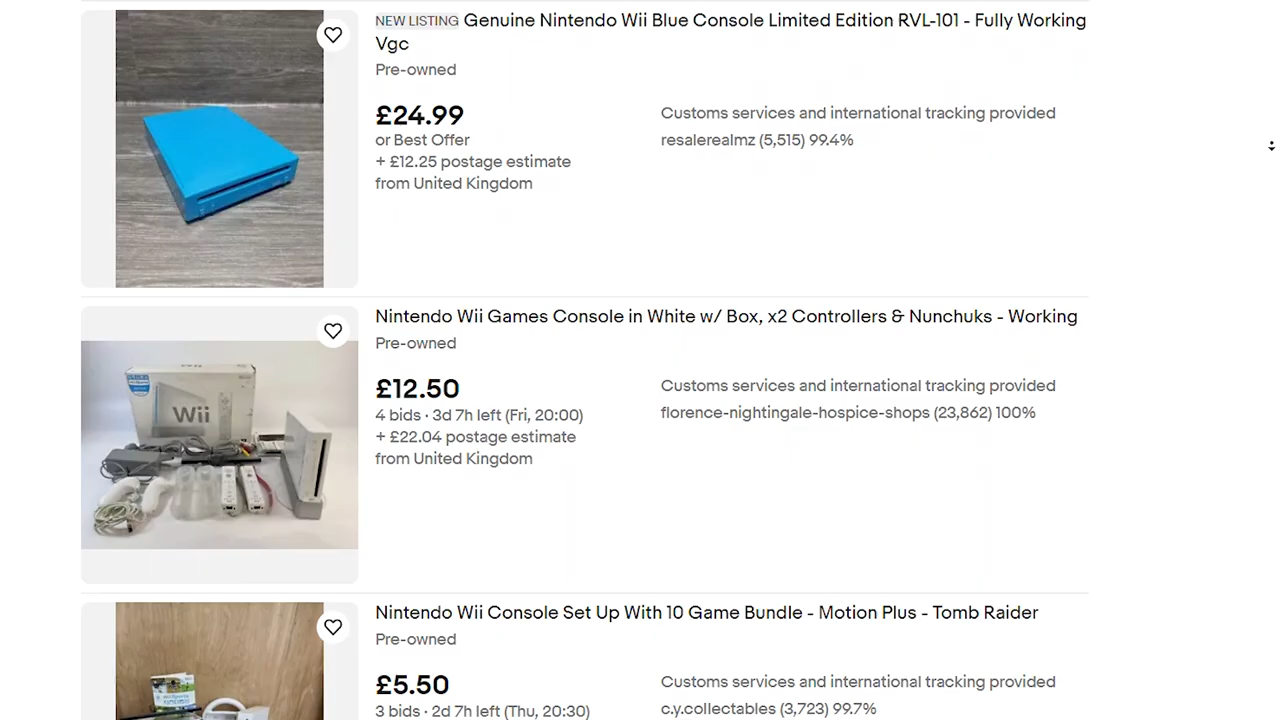 NEW LISTING Genuine Nintendo Wii Blue Console Limited Edition RVL-101 - Fully Working
Vgc
Pre-owned
£24.99
or Best Offer
+ £12.25 postage estimate
from United Kingdom
Customs services and international tracking provided
resalerealmz (5,515) 99.4%
Nintendo Wii Games Console in White w/ Box, x2 Controllers & Nunchuks - Working
Pre-owned
Wii
£12.50
4 bids · 3d 7h left (Fri, 20:00)
+ £22.04 postage estimate
from United Kingdom
Customs services and international tracking provided
florence-nightingale-hospice-shops (23,862) 100%
Nintendo Wii Console Set Up With 10 Game Bundle - Motion Plus - Tomb Raider
Pre-owned
£5.50
3 bids · 2d 7h left (Thu, 20:30)
Customs services and international tracking provided
c.y.collectables (3,723) 99.7%